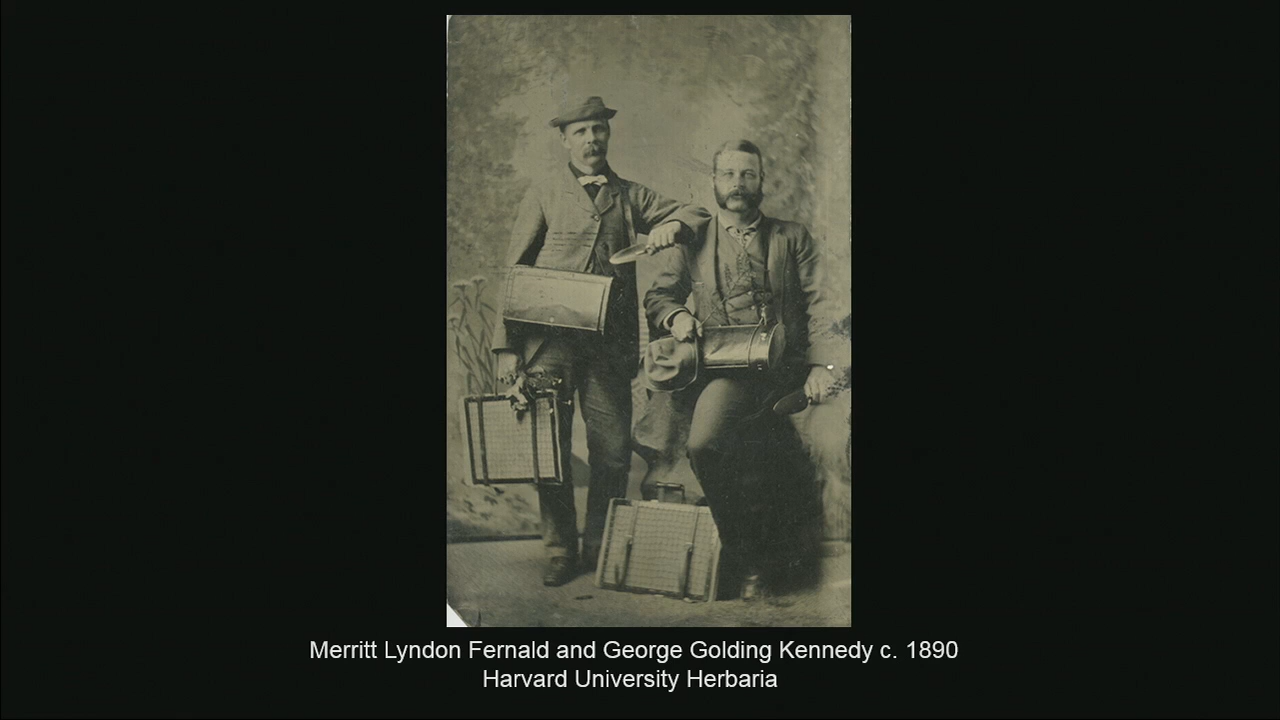 Merritt Lyndon Fernald and George Golding Kennedy c. 1890
Harvard University Herbaria